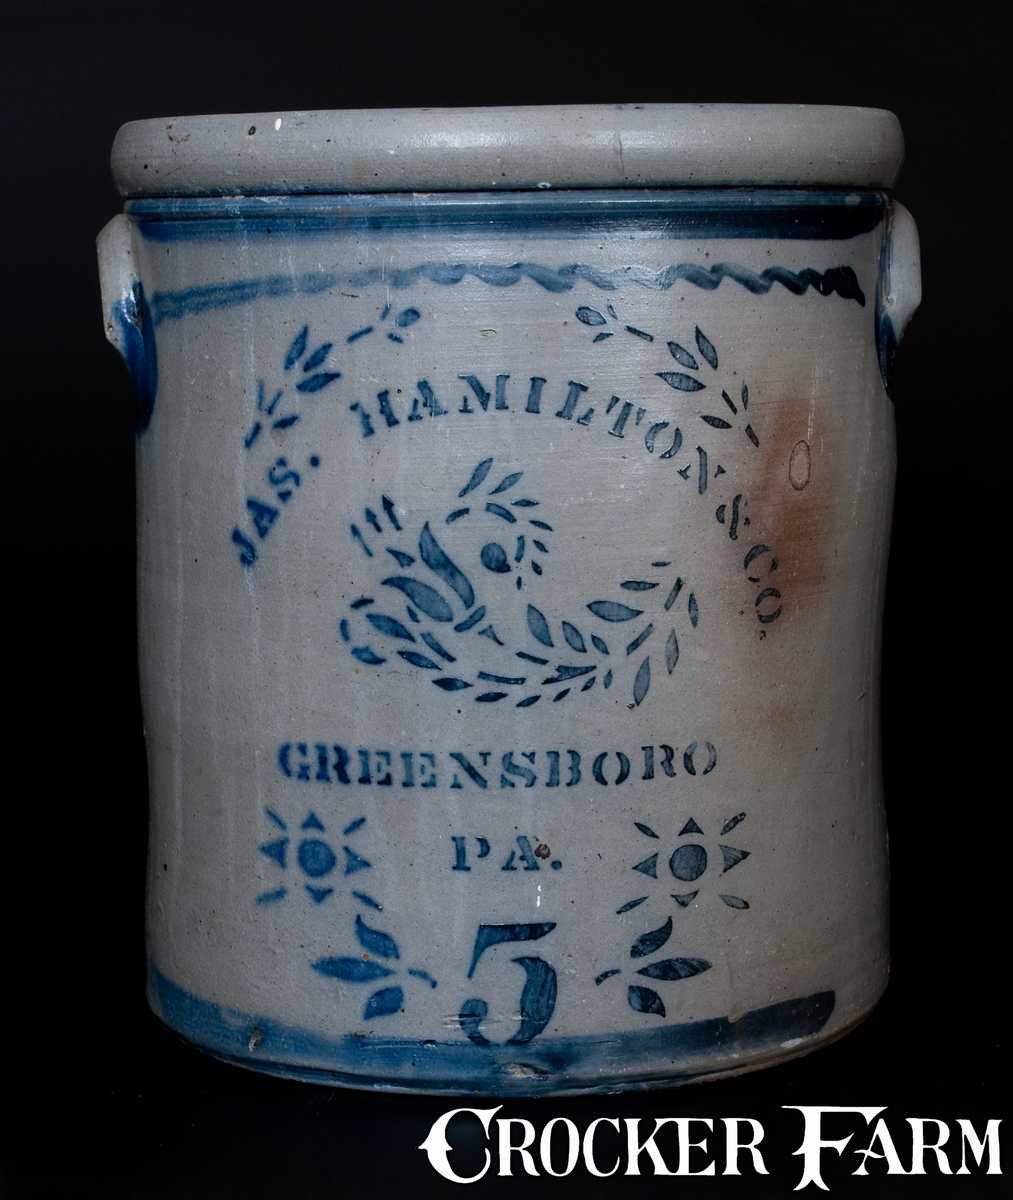 JAS. HAMILTON & CO.
GREENSBORO
PA.
5
CROCKER FARM